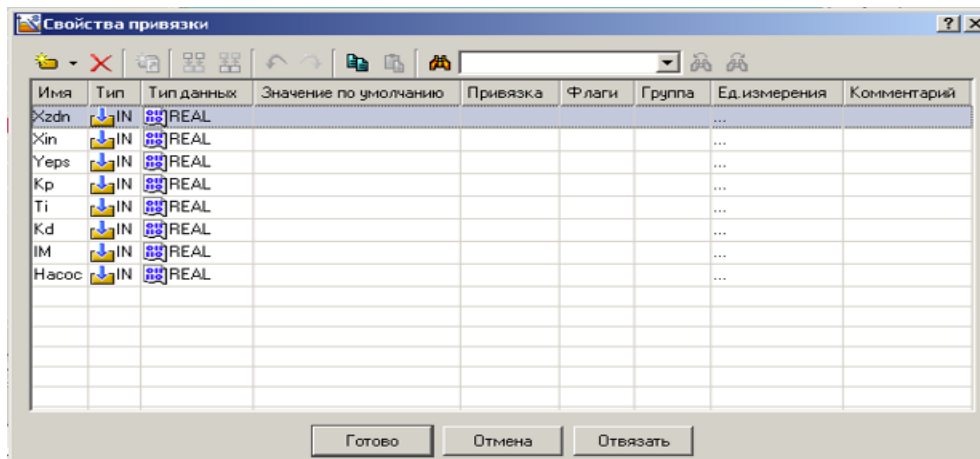 Свойства привязки
Имя Тип Тип данных Значение по умолчанию Привязка Флаги Группа Ед.измерения Комментарий
Xzdn IN REAL ...
Xin IN REAL ...
Yeps IN REAL ...
Kp IN REAL ...
Ti IN REAL ...
Kd IN REAL ...
IM IN REAL ...
Насос IN REAL ...
Готово Отмена Отвязать